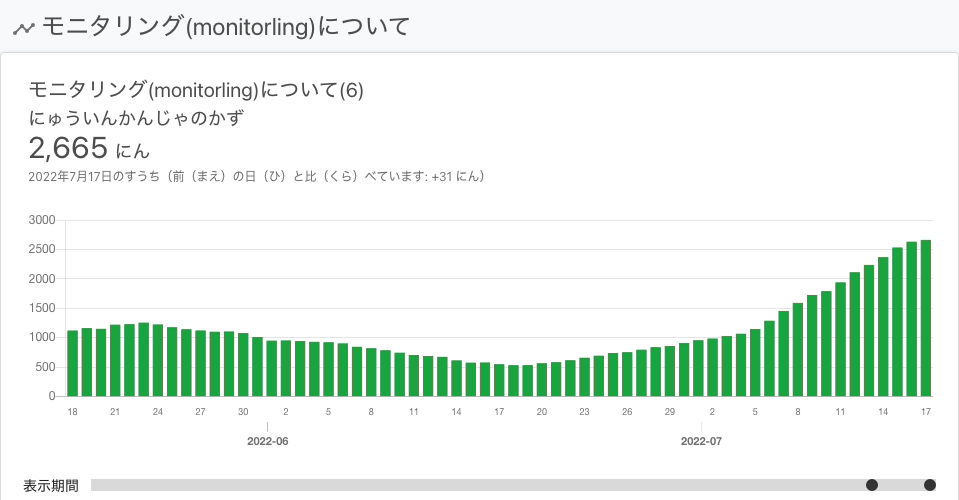 モニタリング(monitorling)について
モニタリング(monitorling)について(6)
にゅういんかんじゃのかず
2,665 にん
2022年7月17日のすうち（前（まえ）の日（ひ）と比（くら）べています: +31 にん）
3000
2500
2000
1500
1000
500
0
18 21 24 27 30 2 5 8 11 14 17 20 23 26 29 2 5 8 11 14 17
2022-06 2022-07
表示期間